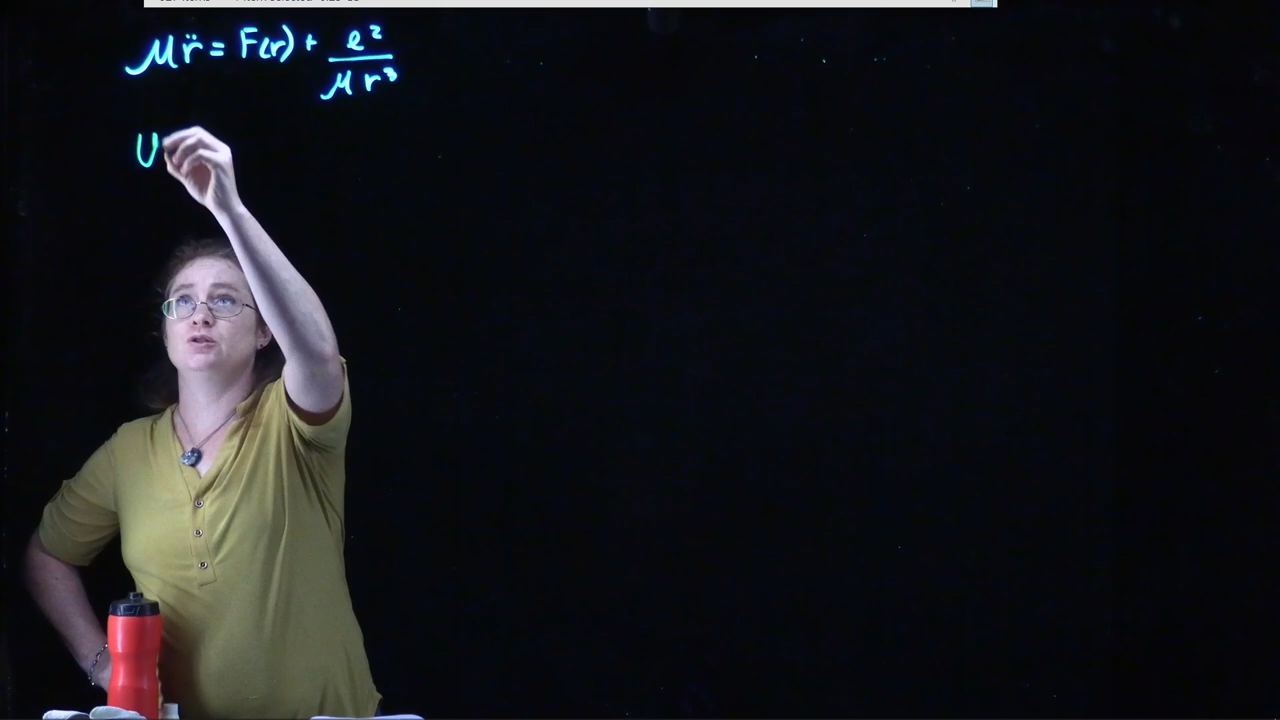 μr̈ = F(r) + ℓ²/μr³
U